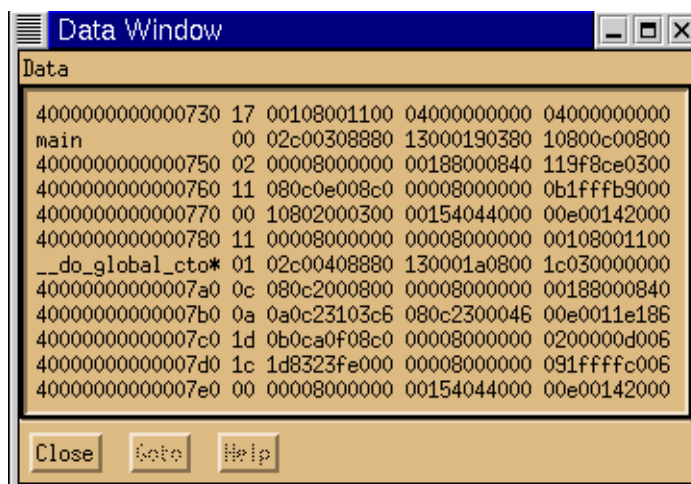 Data Window
Data
4000000000000730 17 00108001100 04000000000 04000000000
main 00 02c00308880 13000190380 10800c00800
4000000000000750 02 00008000000 00188000840 119f8ce0300
4000000000000760 11 080c0e008c0 00008000000 0b1fffb9000
4000000000000770 00 10802000300 00154044000 00e00142000
4000000000000780 11 00008000000 00008000000 00108001100
__do_global_cto* 01 02c00408880 130001a0800 1c030000000
40000000000007a0 0c 080c2000800 00008000000 00188000840
40000000000007b0 0a 0a0c23103c6 080c2300046 00e0011e186
40000000000007c0 1d 0b0ca0f08c0 00008000000 0200000d006
40000000000007d0 1c 1d8323fe000 00008000000 091ffffc006
40000000000007e0 00 00008000000 00154044000 00e00142000
Close Goto Help